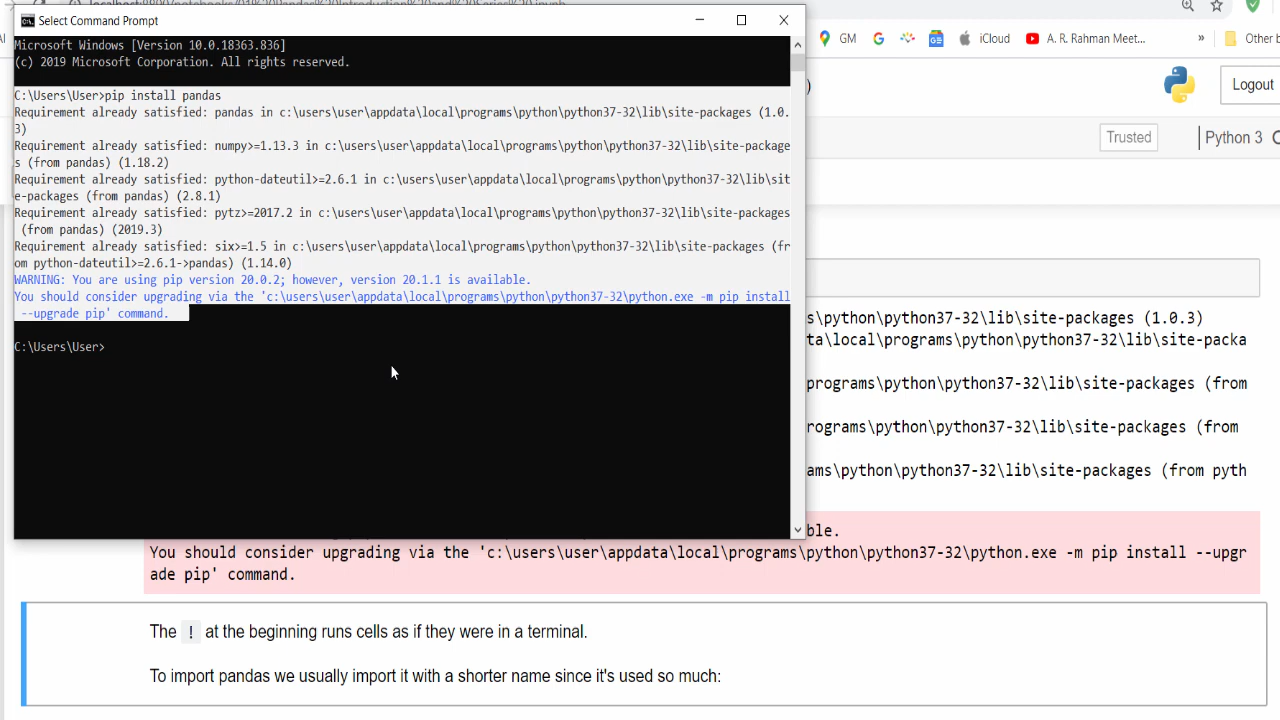 Select Command Prompt
Microsoft Windows [Version 10.0.18363.836]
(c) 2019 Microsoft Corporation. All rights reserved.
C:\Users\User>pip install pandas
Requirement already satisfied: pandas in c:\users\user\appdata\local\programs\python\python37-32\lib\site-packages (1.0.
3)
Requirement already satisfied: numpy>=1.13.3 in c:\users\user\appdata\local\programs\python\python37-32\lib\site-package
s (from pandas) (1.18.2)
Requirement already satisfied: python-dateutil>=2.6.1 in c:\users\user\appdata\local\programs\python\python37-32\lib\sit
e-packages (from pandas) (2.8.1)
Requirement already satisfied: pytz>=2017.2 in c:\users\user\appdata\local\programs\python\python37-32\lib\site-packages
(from pandas) (2019.3)
Requirement already satisfied: six>=1.5 in c:\users\user\appdata\local\programs\python\python37-32\lib\site-packages (fr
om python-dateutil>=2.6.1->pandas) (1.14.0)
WARNING: You are using pip version 20.0.2; however, version 20.1.1 is available.
You should consider upgrading via the 'c:\users\user\appdata\local\programs\python\python37-32\python.exe -m pip install
--upgrade pip' command.
C:\Users\User>
GM
iCloud
A. R. Rahman Meet...
»
Other b
)
Logout
Trusted
Python 3
s\python\python37-32\lib\site-packages (1.0.3)
ta\local\programs\python\python37-32\lib\site-packa
programs\python\python37-32\lib\site-packages (from
rograms\python\python37-32\lib\site-packages (from
ams\python\python37-32\lib\site-packages (from pyth
ble.
You should consider upgrading via the 'c:\users\user\appdata\local\programs\python\python37-32\python.exe -m pip install --upgr
ade pip' command.
The ! at the beginning runs cells as if they were in a terminal.
To import pandas we usually import it with a shorter name since it's used so much: